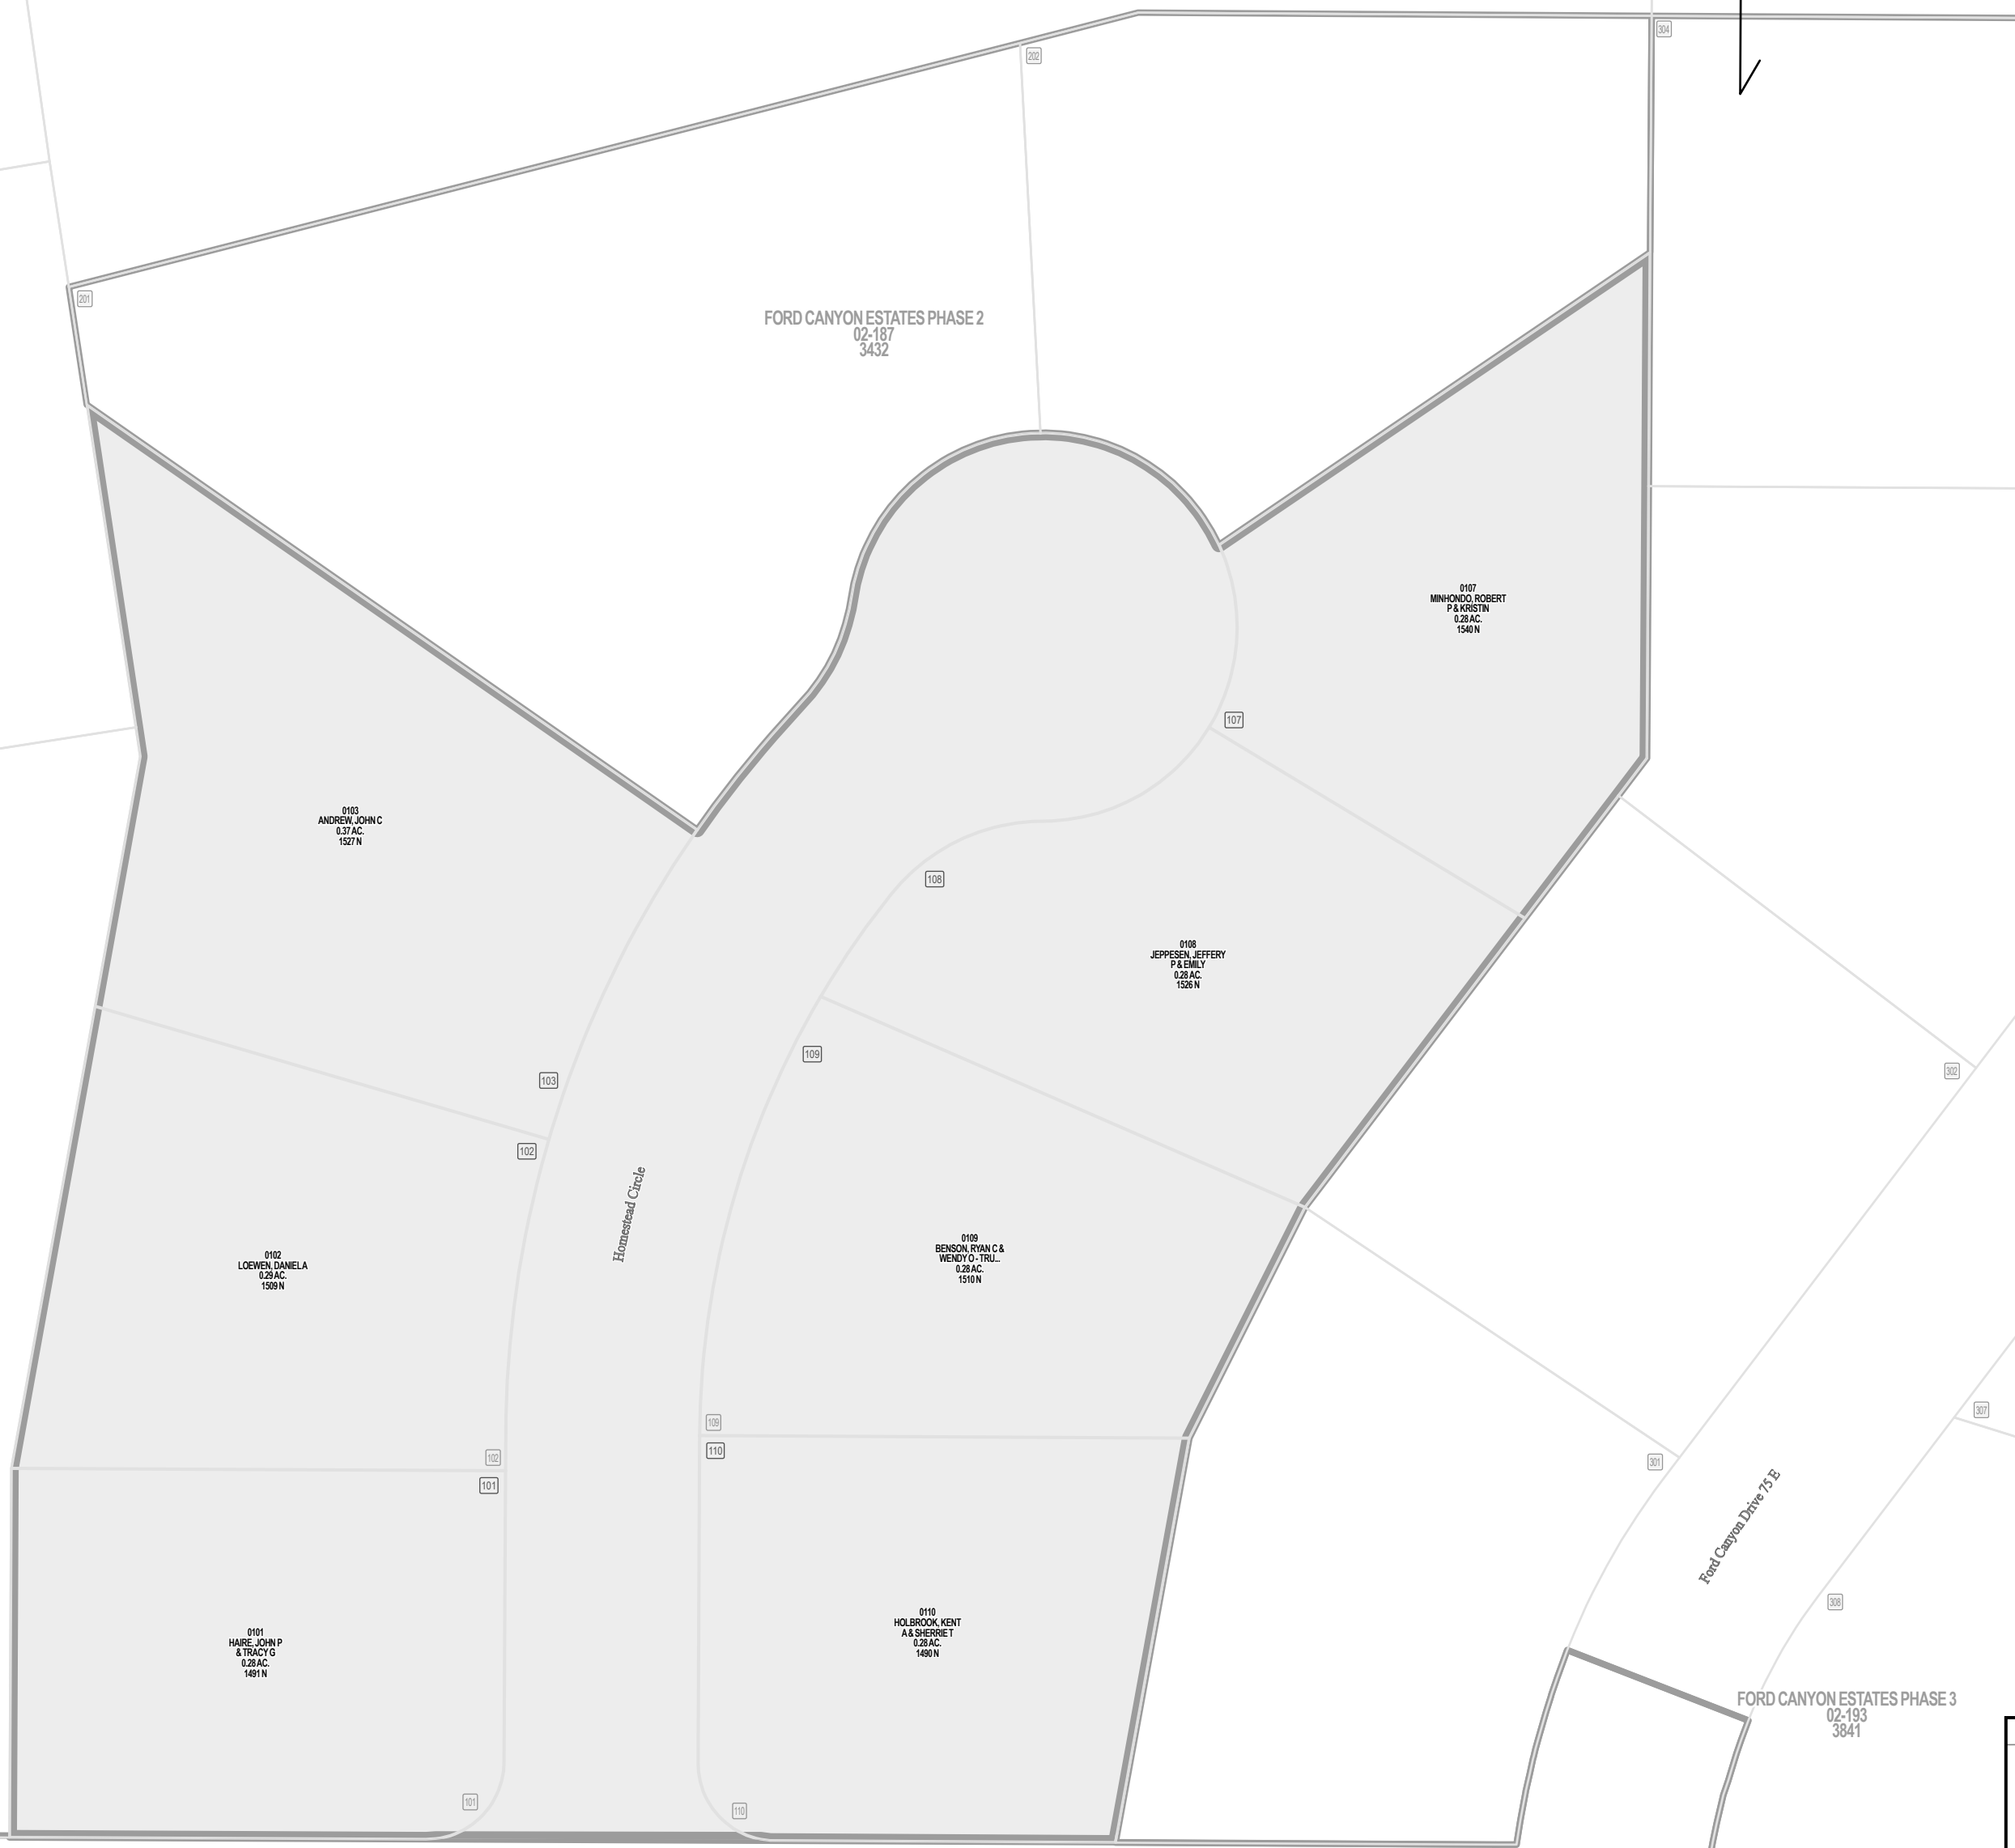 304
202
201
FORD CANYON ESTATES PHASE 2
02-187
3432
0107
MINHONDO, ROBERT
P & KRISTIN
0.28 AC.
1540 N
107
0103
ANDREW, JOHN C
0.37 AC.
1527 N
108
0108
JEPPESEN, JEFFERY
P & EMILY
0.28 AC.
1526 N
109
302
103
102
Homestead Circle
0109
BENSON, RYAN C &
WENDY O - TRU...
0.28 AC.
1510 N
0102
LOEWEN, DANIEL A
0.29 AC.
1509 N
307
109
110
102
101
301
Ford Canyon Drive 75 E
308
0110
HOLBROOK, KENT
A & SHERRIE T
0.28 AC.
1490 N
0101
HAIRE, JOHN P
& TRACY G
0.28 AC.
1491 N
FORD CANYON ESTATES PHASE 3
02-193
3841
101
110